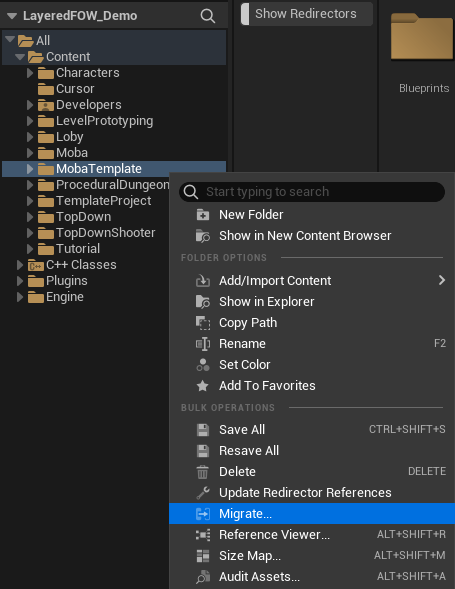 LayeredFOW_Demo
All
Content
Characters
Cursor
Developers
LevelPrototyping
Loby
Moba
MobaTemplate
ProceduralDungeon
TemplateProject
TopDown
TopDownShooter
Tutorial
C++ Classes
Plugins
Engine
Show Redirectors
Blueprints
Start typing to search
New Folder
Show in New Content Browser
FOLDER OPTIONS
Add/Import Content
Show in Explorer
Copy Path
Rename F2
Set Color
Add To Favorites
BULK OPERATIONS
Save All CTRL+SHIFT+S
Resave All
Delete DELETE
Update Redirector References
Migrate...
Reference Viewer... ALT+SHIFT+R
Size Map... ALT+SHIFT+M
Audit Assets... ALT+SHIFT+A